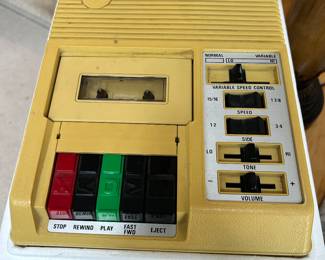 NORMAL VARIABLE
LO HI
VARIABLE SPEED CONTROL
15/16 1-7/8
SPEED
1-2 3-4
SIDE
LO HI
TONE
- +
VOLUME
STOP REWIND PLAY FAST FWD EJECT